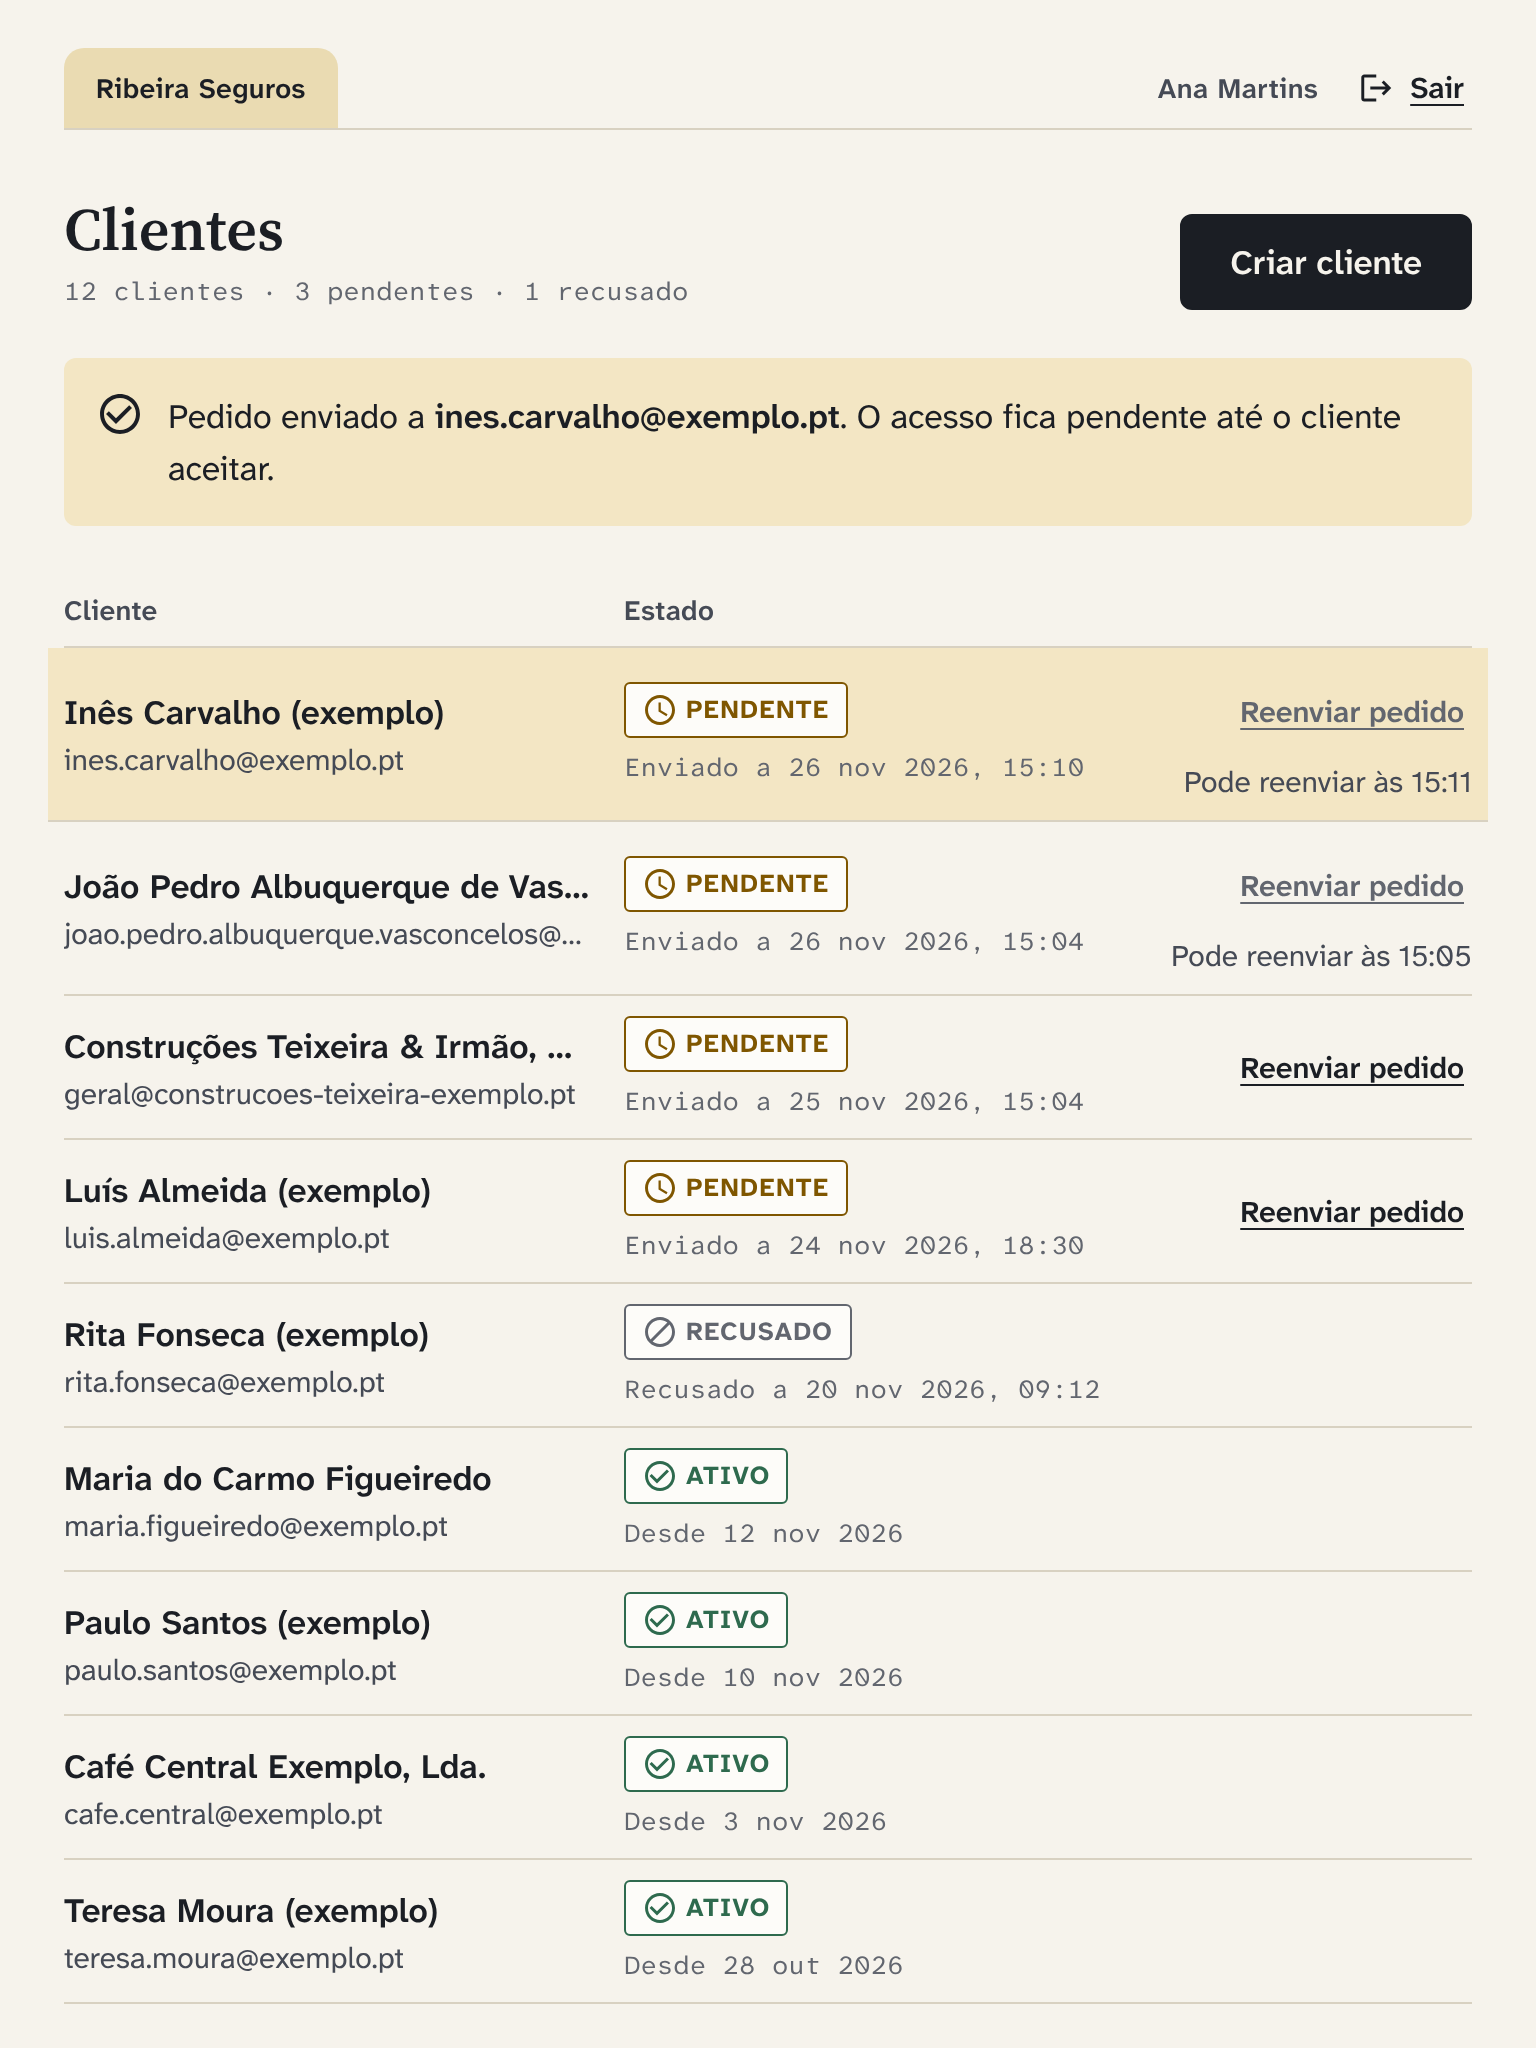 Ribeira Seguros
Ana Martins
Sair
Clientes
12 clientes · 3 pendentes · 1 recusado
Criar cliente
Pedido enviado a ines.carvalho@exemplo.pt. O acesso fica pendente até o cliente
aceitar.
Cliente
Estado
Inês Carvalho (exemplo)
ines.carvalho@exemplo.pt
PENDENTE
Enviado a 26 nov 2026, 15:10
Reenviar pedido
Pode reenviar às 15:11
João Pedro Albuquerque de Vas...
joao.pedro.albuquerque.vasconcelos@...
PENDENTE
Enviado a 26 nov 2026, 15:04
Reenviar pedido
Pode reenviar às 15:05
Construções Teixeira & Irmão, ...
geral@construcoes-teixeira-exemplo.pt
PENDENTE
Enviado a 25 nov 2026, 15:04
Reenviar pedido
Luís Almeida (exemplo)
luis.almeida@exemplo.pt
PENDENTE
Enviado a 24 nov 2026, 18:30
Reenviar pedido
Rita Fonseca (exemplo)
rita.fonseca@exemplo.pt
RECUSADO
Recusado a 20 nov 2026, 09:12
Maria do Carmo Figueiredo
maria.figueiredo@exemplo.pt
ATIVO
Desde 12 nov 2026
Paulo Santos (exemplo)
paulo.santos@exemplo.pt
ATIVO
Desde 10 nov 2026
Café Central Exemplo, Lda.
cafe.central@exemplo.pt
ATIVO
Desde 3 nov 2026
Teresa Moura (exemplo)
teresa.moura@exemplo.pt
ATIVO
Desde 28 out 2026